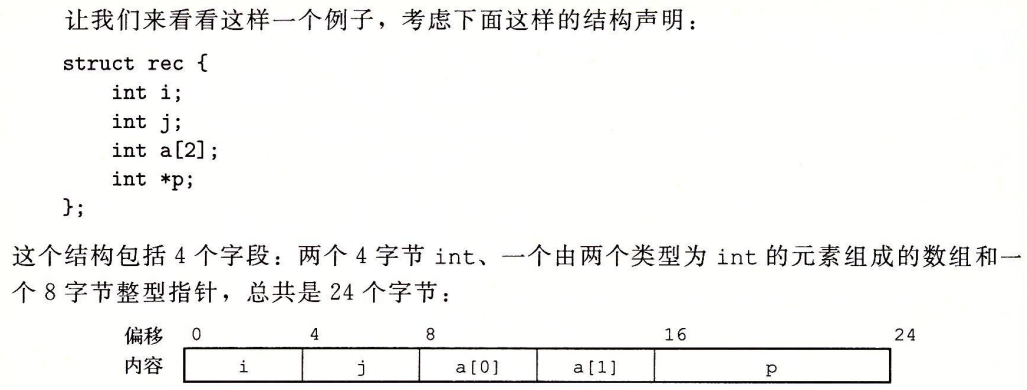 让我们来看看这样一个例子，考虑下面这样的结构声明：
struct rec {
    int i;
    int j;
    int a[2];
    int *p;
};
这个结构包括 4 个字段：两个 4 字节 int、一个由两个类型为 int 的元素组成的数组和一
个 8 字节整型指针，总共是 24 个字节：
偏移 0 4 8 16 24
内容 i j a[0] a[1] p